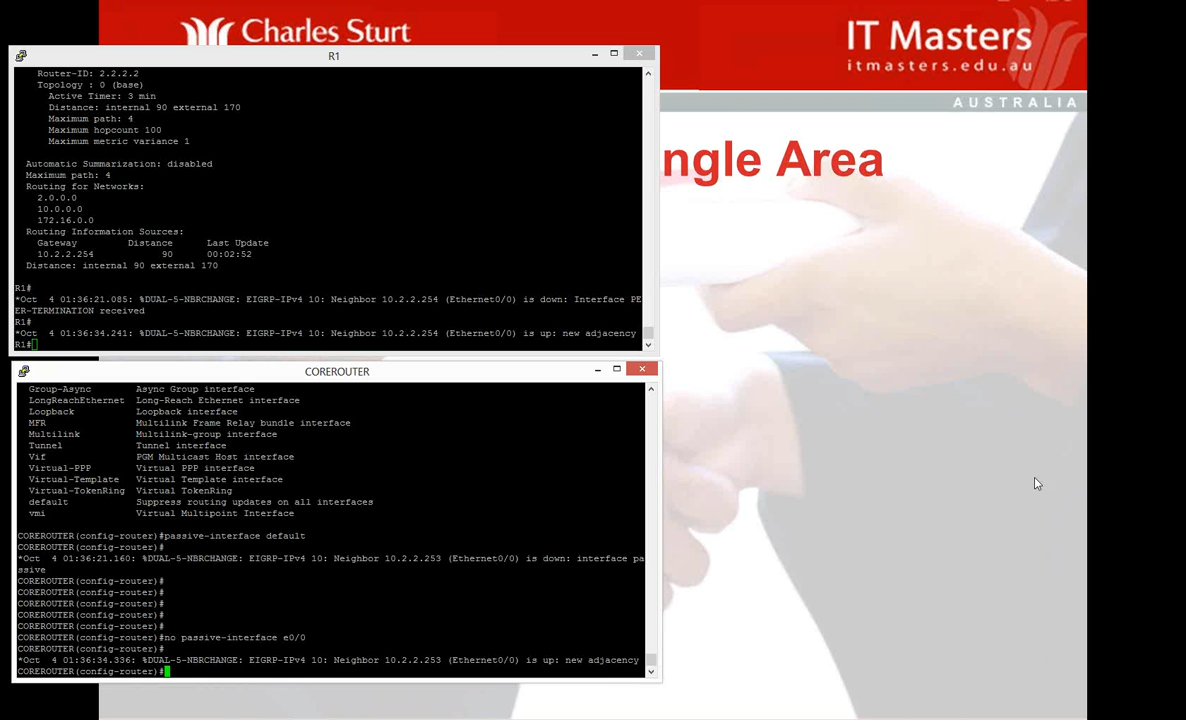 Charles Sturt
IT Masters
itmasters.edu.au
AUSTRALIA
ngle Area
R1
Router-ID: 2.2.2.2
Topology : 0 (base)
Active Timer: 3 min
Distance: internal 90 external 170
Maximum path: 4
Maximum hopcount 100
Maximum metric variance 1
Automatic Summarization: disabled
Maximum path: 4
Routing for Networks:
2.0.0.0
10.0.0.0
172.16.0.0
Routing Information Sources:
Gateway Distance Last Update
10.2.2.254 90 00:02:52
Distance: internal 90 external 170
R1#
*Oct 4 01:36:21.085: %DUAL-5-NBRCHANGE: EIGRP-IPv4 10: Neighbor 10.2.2.254 (Ethernet0/0) is down: Interface PE
ER-TERMINATION received
R1#
*Oct 4 01:36:34.241: %DUAL-5-NBRCHANGE: EIGRP-IPv4 10: Neighbor 10.2.2.254 (Ethernet0/0) is up: new adjacency
R1#
COREROUTER
Group-Async Async Group interface
LongReachEthernet Long-Reach Ethernet interface
Loopback Loopback interface
MFR Multilink Frame Relay bundle interface
Multilink Multilink-group interface
Tunnel Tunnel interface
Vif PGM Multicast Host interface
Virtual-PPP Virtual PPP interface
Virtual-Template Virtual Template interface
Virtual-TokenRing Virtual TokenRing
default Suppress routing updates on all interfaces
vmi Virtual Multipoint Interface
COREROUTER(config-router)#passive-interface default
COREROUTER(config-router)#
*Oct 4 01:36:21.160: %DUAL-5-NBRCHANGE: EIGRP-IPv4 10: Neighbor 10.2.2.253 (Ethernet0/0) is down: interface pa
ssive
COREROUTER(config-router)#
COREROUTER(config-router)#
COREROUTER(config-router)#
COREROUTER(config-router)#
COREROUTER(config-router)#
COREROUTER(config-router)#no passive-interface e0/0
COREROUTER(config-router)#
*Oct 4 01:36:34.336: %DUAL-5-NBRCHANGE: EIGRP-IPv4 10: Neighbor 10.2.2.253 (Ethernet0/0) is up: new adjacency
COREROUTER(config-router)#